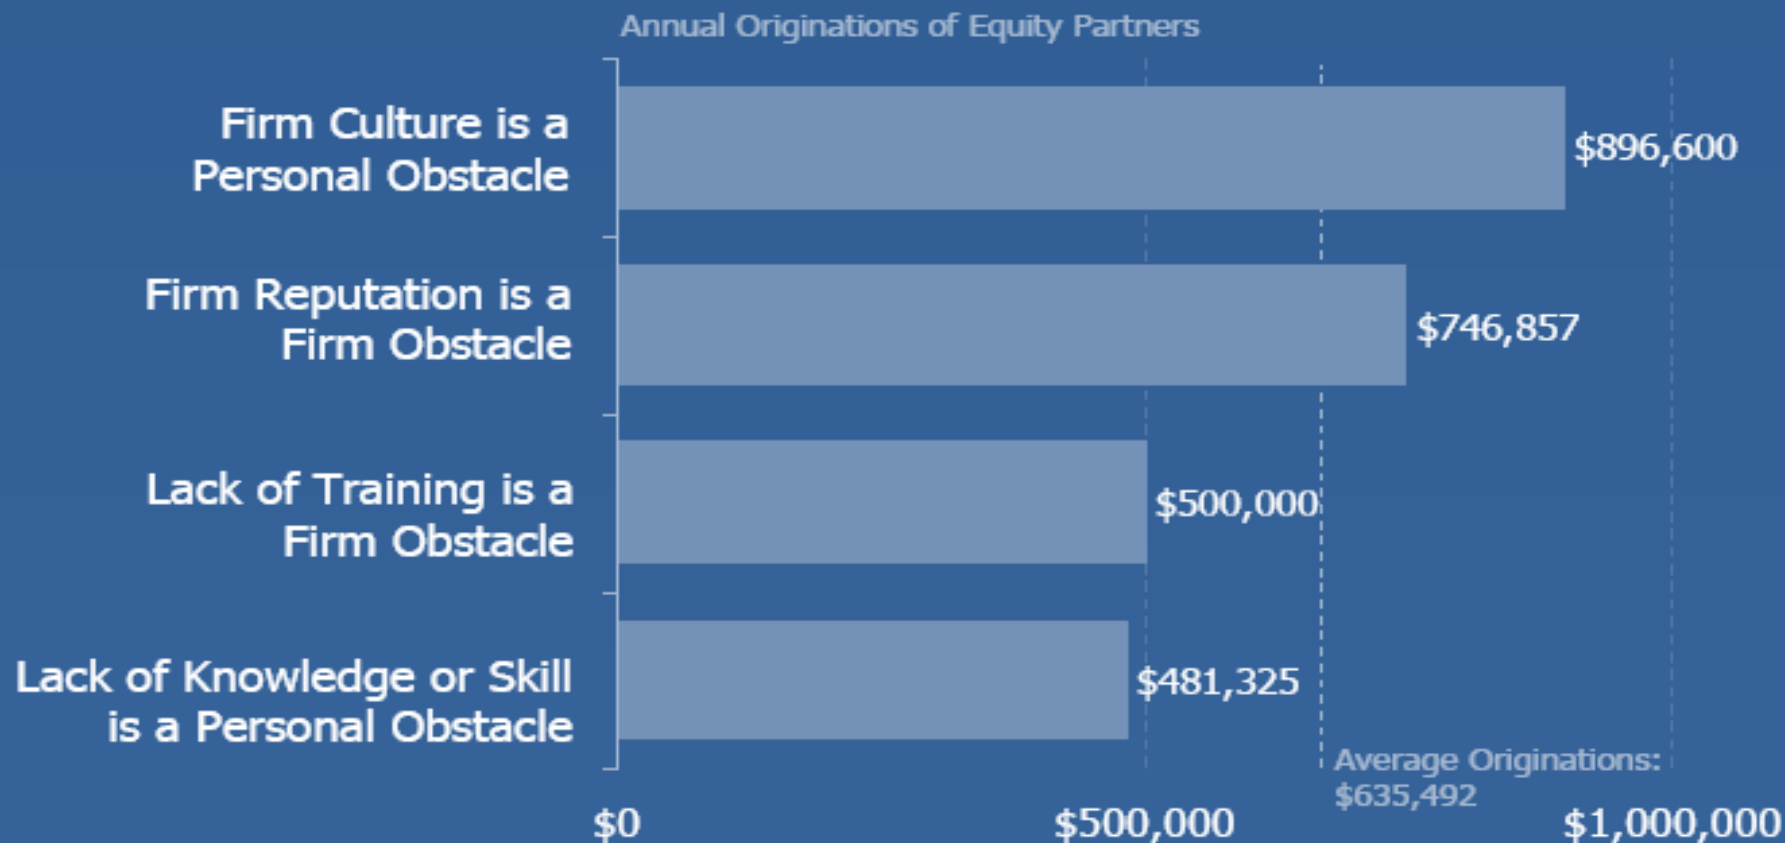 Annual Originations of Equity Partners
Firm Culture is a
Personal Obstacle
$896,600
Firm Reputation is a
Firm Obstacle
$746,857
Lack of Training is a
Firm Obstacle
$500,000
Lack of Knowledge or Skill
is a Personal Obstacle
$481,325
Average Originations:
$635,492
$0
$500,000
$1,000,000